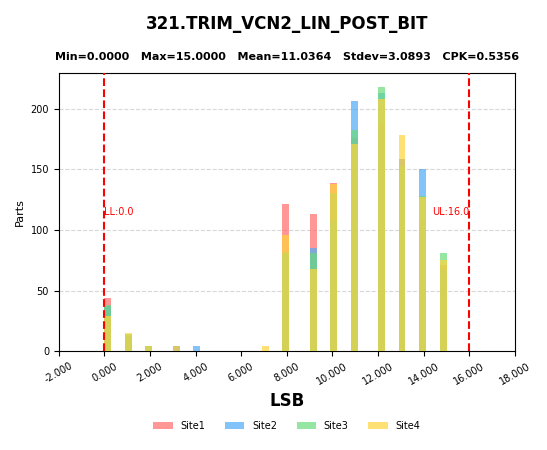 321.TRIM_VCN2_LIN_POST_BIT
Min=0.0000 Max=15.0000 Mean=11.0364 Stdev=3.0893 CPK=0.5356
200
150
100
50
0
Parts
LL:0.0
UL:16.0
-2.000 0.000 2.000 4.000 6.000 8.000 10.000 12.000 14.000 16.000 18.000
LSB
Site1 Site2 Site3 Site4